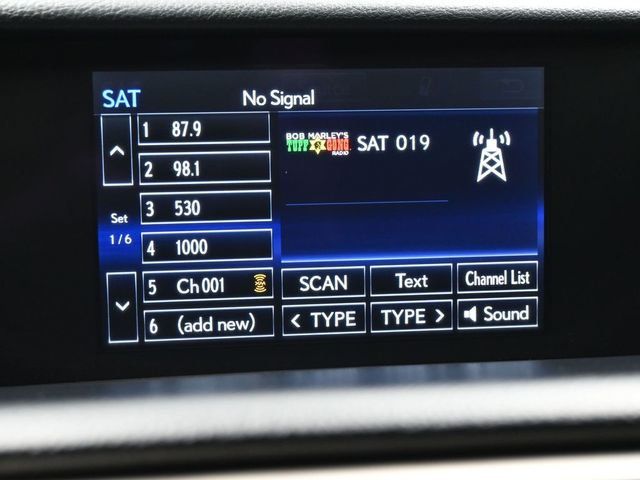 SAT
No Signal
1 87.9
2 98.1
3 530
4 1000
5 Ch 001
6 (add new)
Set
1/6
BOB MARLEY'S
TUFF GONG
RADIO
SAT 019
SCAN
Text
Channel List
< TYPE
TYPE >
Sound